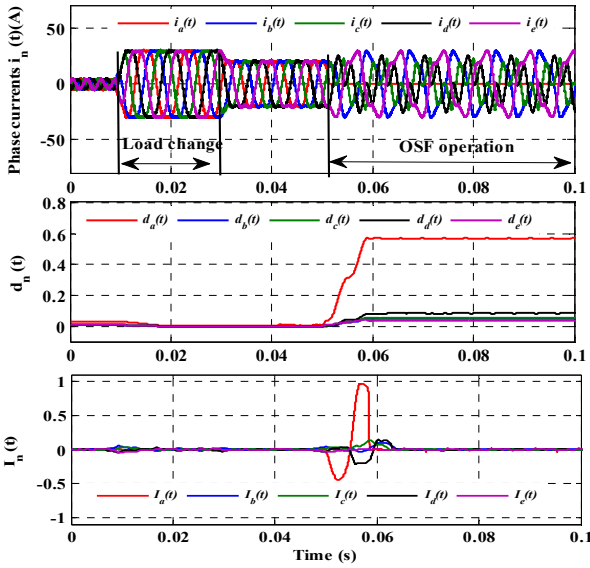 i_a(t) i_b(t) i_c(t) i_d(t) i_e(t)
Phase currents i_n (t)(A)
50
0
-50
Load change
OSF operation
0 0.02 0.04 0.06 0.08 0.1
d_a(t) d_b(t) d_c(t) d_d(t) d_e(t)
d_n (t)
0.8
0.6
0.4
0.2
0
0 0.02 0.04 0.06 0.08 0.1
I_n(t)
1
0.5
0
-0.5
-1
I_a(t) I_b(t) I_c(t) I_d(t) I_e(t)
0 0.02 0.04 0.06 0.08 0.1
Time (s)